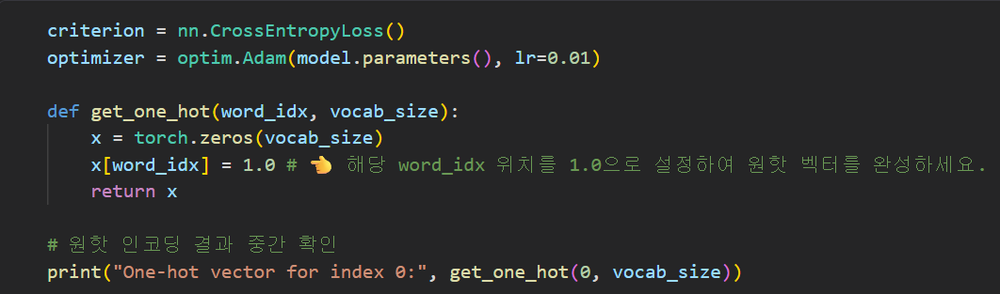 criterion = nn.CrossEntropyLoss()
optimizer = optim.Adam(model.parameters(), lr=0.01)
def get_one_hot(word_idx, vocab_size):
    x = torch.zeros(vocab_size)
    x[word_idx] = 1.0 # 👈 해당 word_idx 위치를 1.0으로 설정하여 원핫 벡터를 완성하세요.
    return x
# 원핫 인코딩 결과 중간 확인
print("One-hot vector for index 0:", get_one_hot(0, vocab_size))